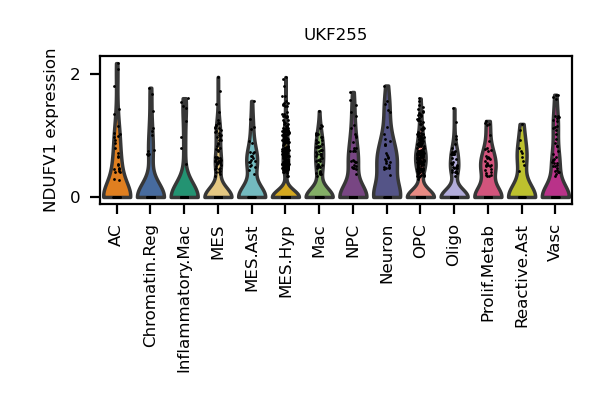 UKF255
NDUFV1 expression
2
0
AC
Chromatin.Reg
Inflammatory.Mac
MES
MES.Ast
MES.Hyp
Mac
NPC
Neuron
OPC
Oligo
Prolif.Metab
Reactive.Ast
Vasc